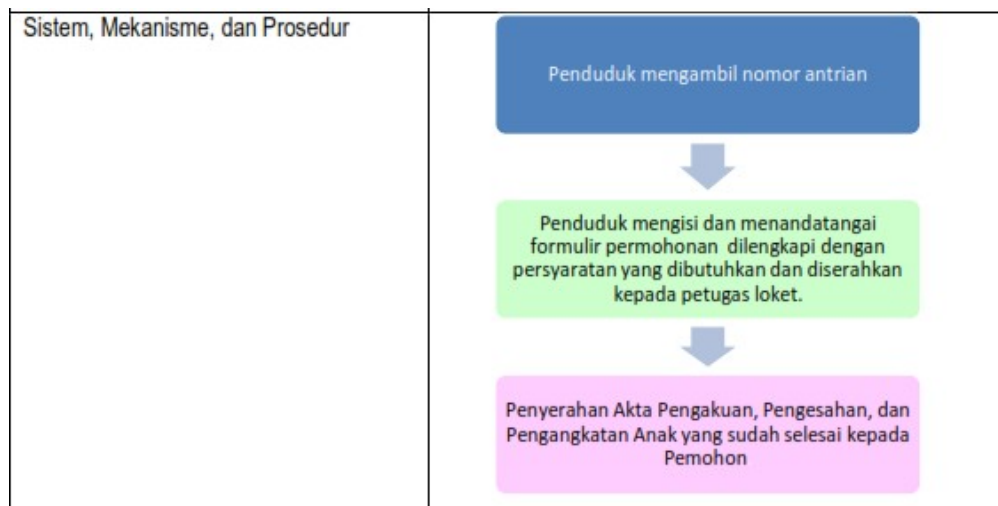 Sistem, Mekanisme, dan Prosedur
Penduduk mengambil nomor antrian
Penduduk mengisi dan menandatangai
formulir permohonan dilengkapi dengan
persyaratan yang dibutuhkan dan diserahkan
kepada petugas loket.
Penyerahan Akta Pengakuan, Pengesahan, dan
Pengangkatan Anak yang sudah selesai kepada
Pemohon